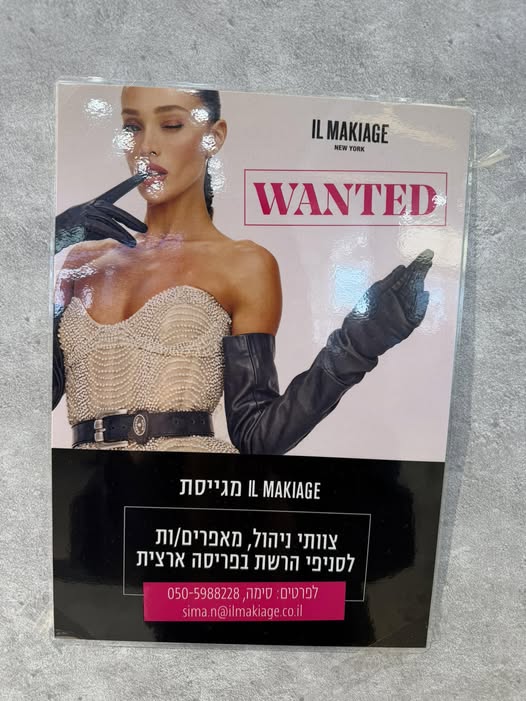 IL MAKIAGE
NEW YORK
WANTED
IL MAKIAGE מגייסת
צוותי ניהול, מאפרים/ות
לסניפי הרשת בפריסה ארצית
לפרטים: סימה, 050-5988228
sima.n@ilmakiage.co.il